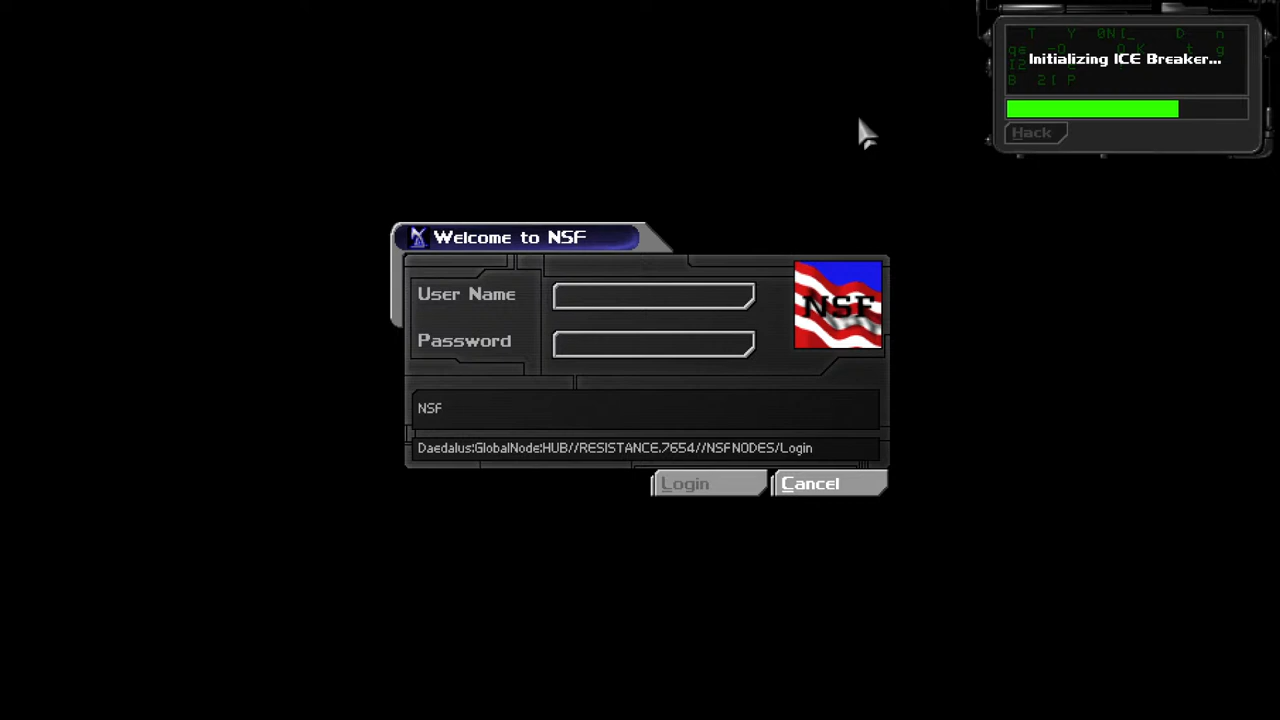 Initializing ICE Breaker...
Hack
Welcome to NSF
User Name
NSF
Password
NSF
Daedalus:GlobalNode:HUB//RESISTANCE.7654//NSFNODES/Login
Login
Cancel